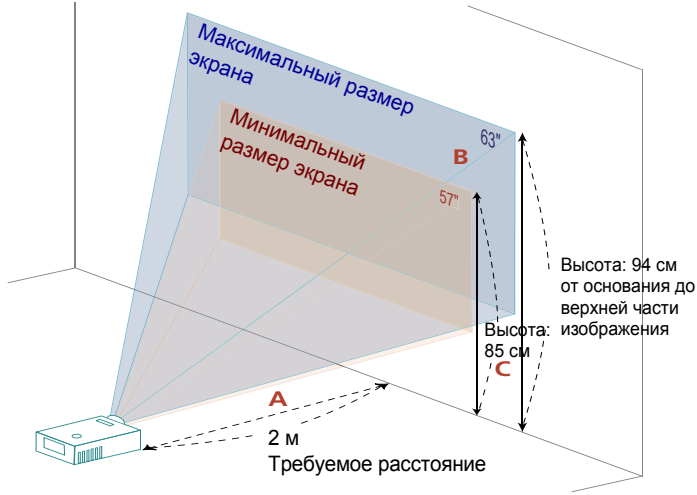 Максимальный размер
экрана
63"
B
Минимальный
размер экрана
57"
Высота: 94 см
от основания до
верхней части
изображения
Высота:
85 см
C
A
2 м
Требуемое расстояние